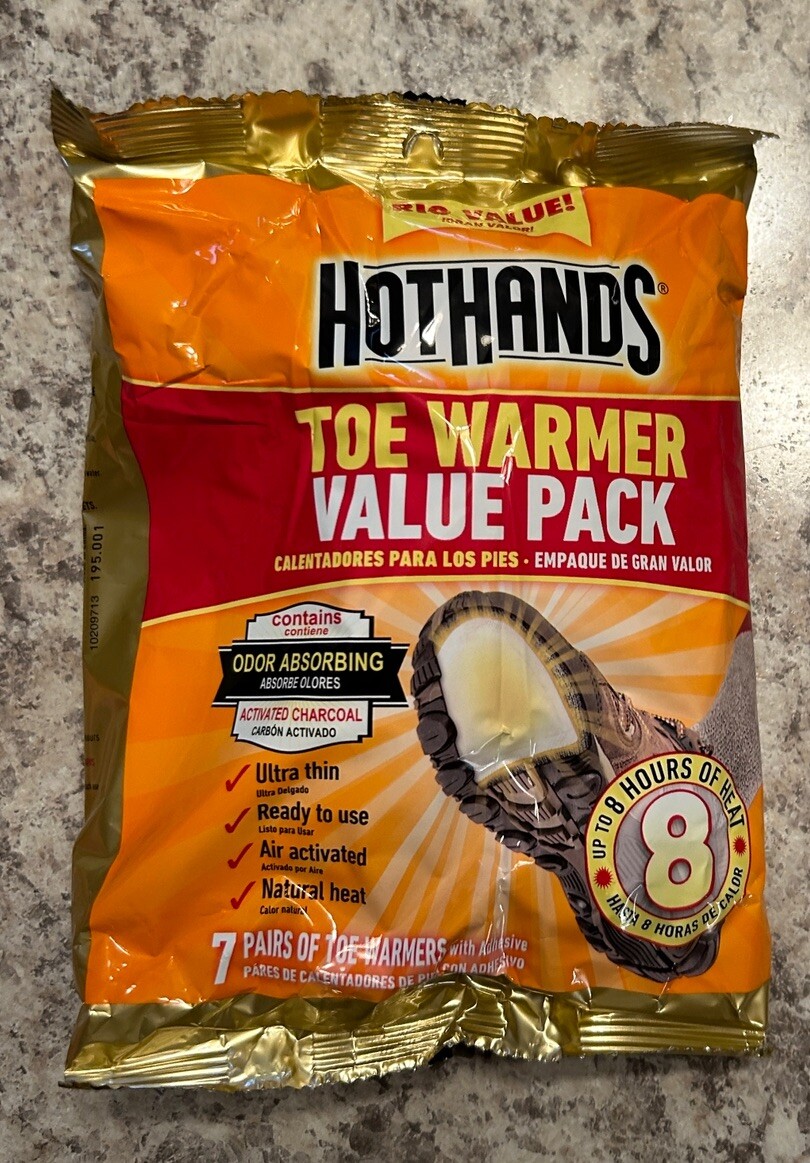 BIG VALUE!
¡GRAN VALOR!
HOTHANDS®
TOE WARMER
VALUE PACK
CALENTADORES PARA LOS PIES • EMPAQUE DE GRAN VALOR
contains
contiene
ODOR ABSORBING
ABSORBE OLORES
ACTIVATED CHARCOAL
CARBÓN ACTIVADO
Ultra thin
Ultra Delgado
Ready to use
Listo para Usar
Air activated
Activado por Aire
Natural heat
Calor natural
UP TO 8 HOURS OF HEAT
8
HASTA 8 HORAS DE CALOR
7 PAIRS OF TOE WARMERS with Adhesive
PARES DE CALENTADORES DE PIE CON ADHESIVO
10209713 195.001